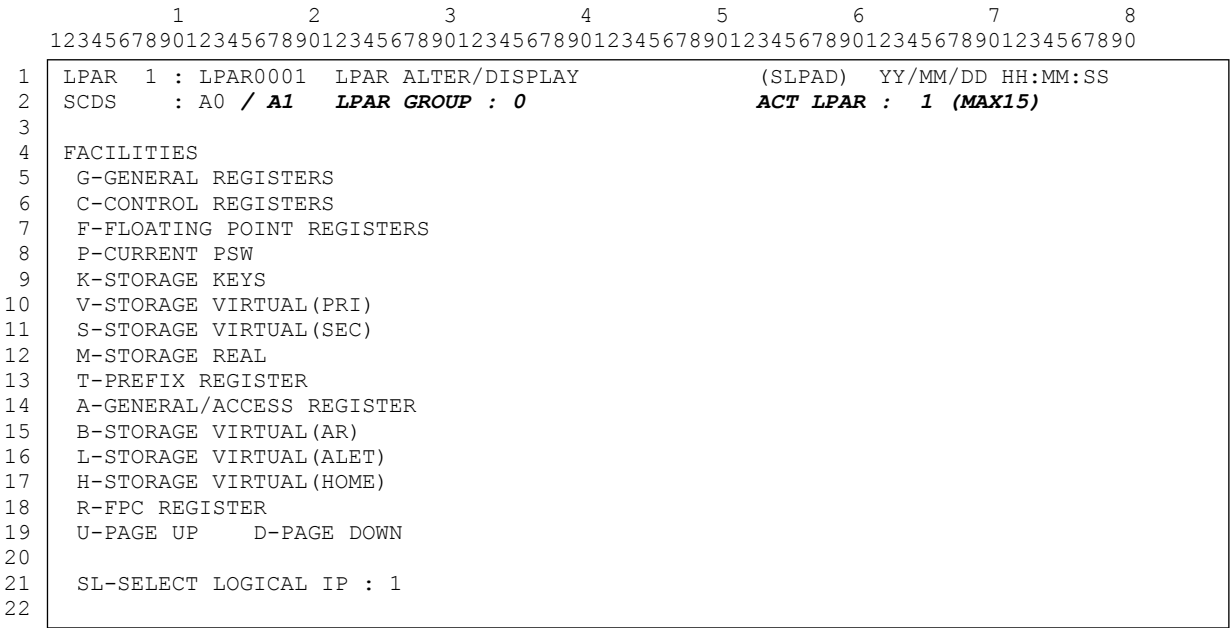 1 2 3 4 5 6 7 8
12345678901234567890123456789012345678901234567890123456789012345678901234567890
1 LPAR 1 : LPAR0001 LPAR ALTER/DISPLAY (SLPAD) YY/MM/DD HH:MM:SS
2 SCDS : A0 / A1 LPAR GROUP : 0 ACT LPAR : 1 (MAX15)
3
4 FACILITIES
5 G-GENERAL REGISTERS
6 C-CONTROL REGISTERS
7 F-FLOATING POINT REGISTERS
8 P-CURRENT PSW
9 K-STORAGE KEYS
10 V-STORAGE VIRTUAL(PRI)
11 S-STORAGE VIRTUAL(SEC)
12 M-STORAGE REAL
13 T-PREFIX REGISTER
14 A-GENERAL/ACCESS REGISTER
15 B-STORAGE VIRTUAL(AR)
16 L-STORAGE VIRTUAL(ALET)
17 H-STORAGE VIRTUAL(HOME)
18 R-FPC REGISTER
19 U-PAGE UP D-PAGE DOWN
20
21 SL-SELECT LOGICAL IP : 1
22